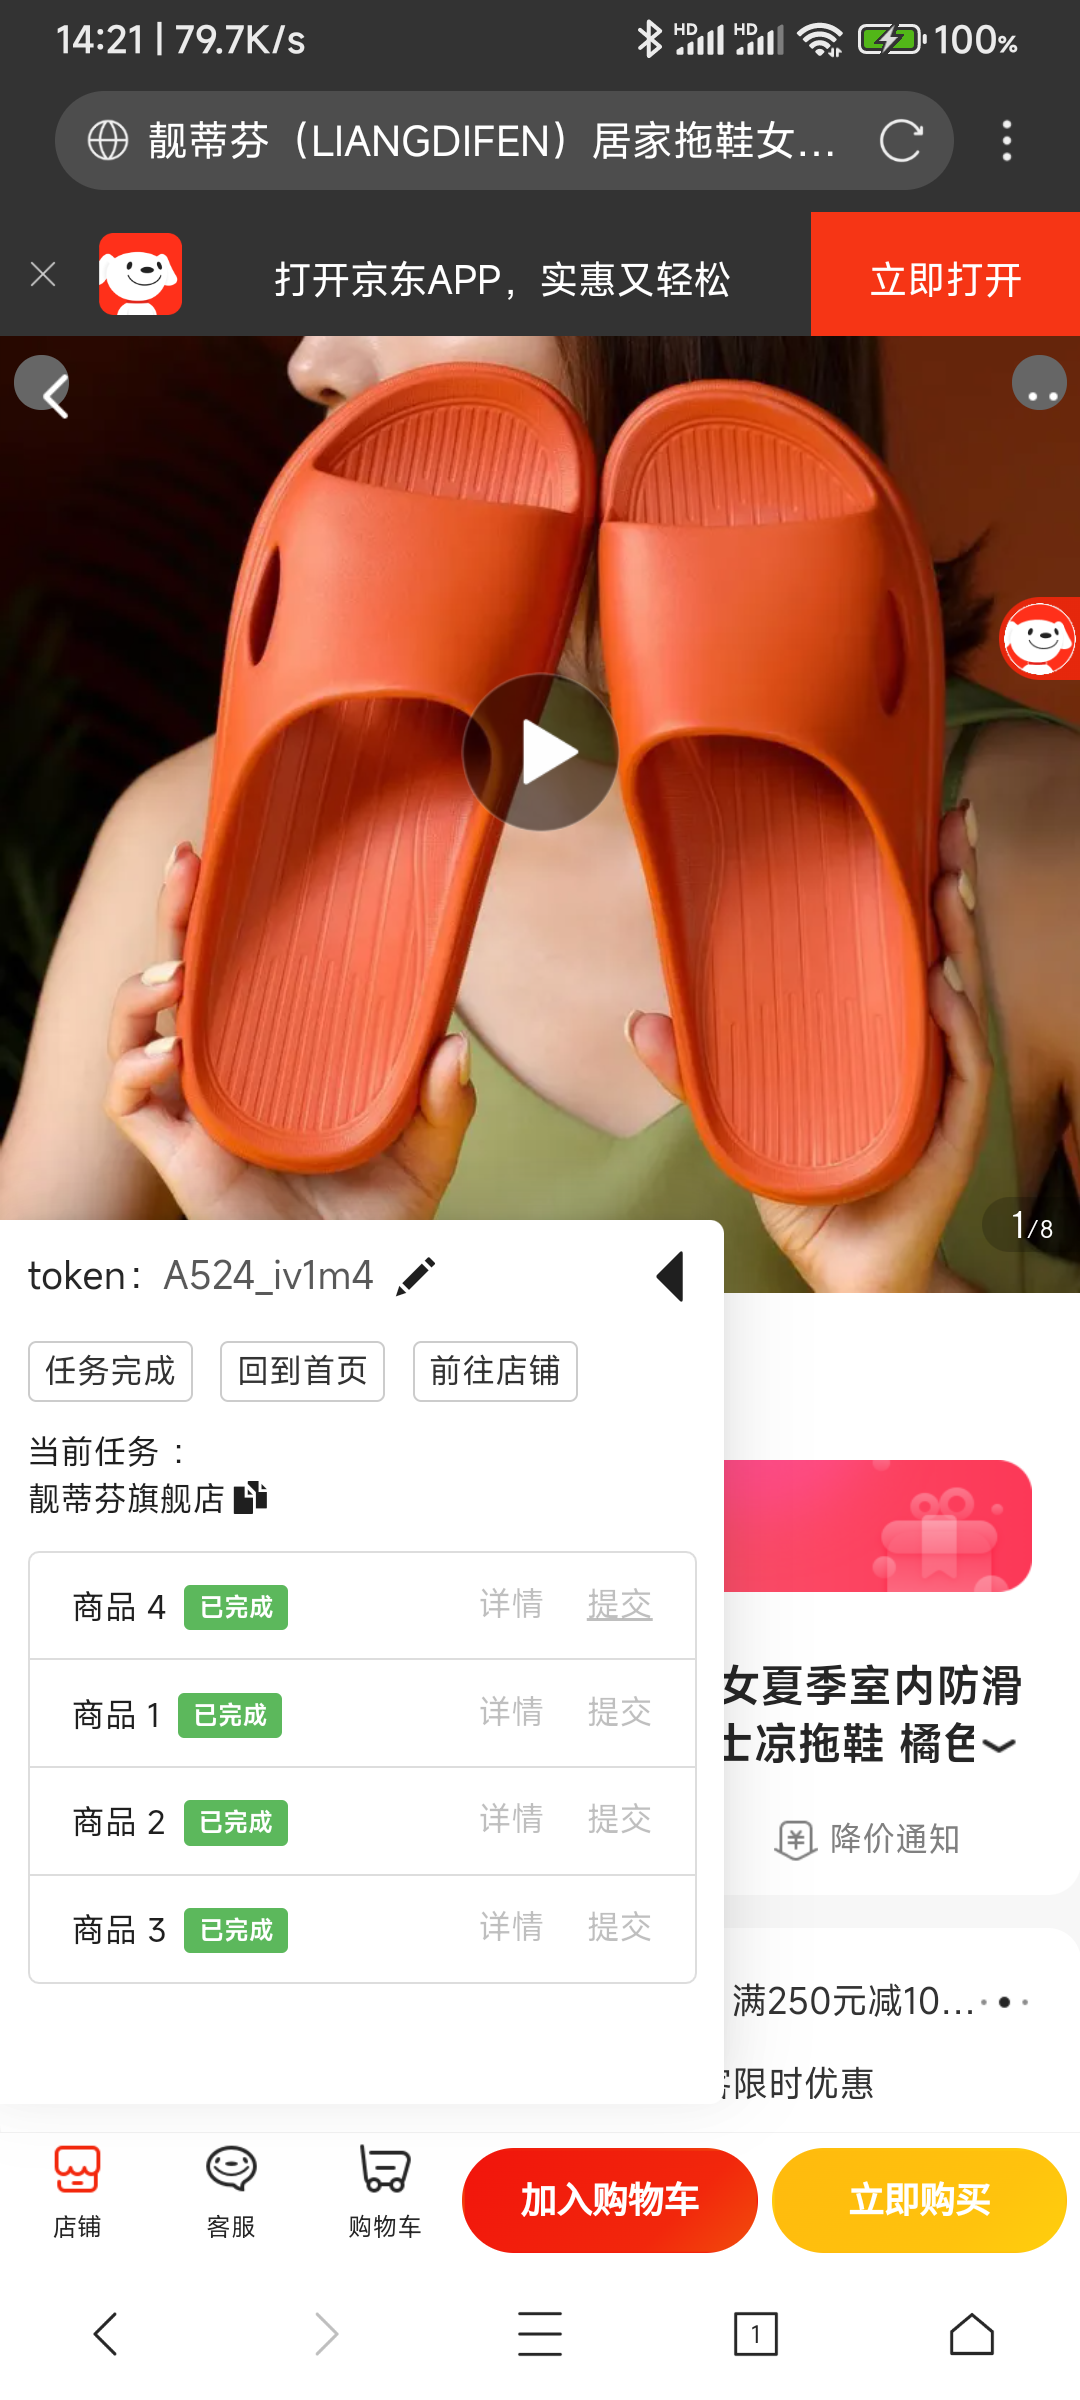 14:21 | 79.7K/s
HD HD 100%
靓蒂芬（LIANGDIFEN）居家拖鞋女...
打开京东APP，实惠又轻松
立即打开
1/8
token： A524_iv1m4
任务完成 回到首页 前往店铺
当前任务 ：
靓蒂芬旗舰店
商品 4 已完成 详情 提交
商品 1 已完成 详情 提交
商品 2 已完成 详情 提交
商品 3 已完成 详情 提交
女夏季室内防滑
士凉拖鞋 橘色
降价通知
满250元减10...
限时优惠
店铺 客服 购物车 加入购物车 立即购买
1